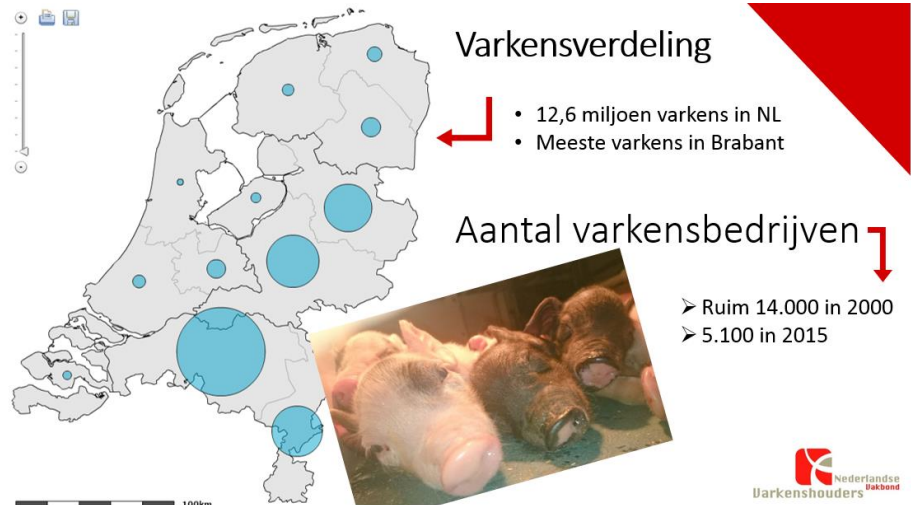 Varkensverdeling
• 12,6 miljoen varkens in NL
• Meeste varkens in Brabant
Aantal varkensbedrijven
➢ Ruim 14.000 in 2000
➢ 5.100 in 2015
100km
Nederlandse
Vakbond
Varkenshouders